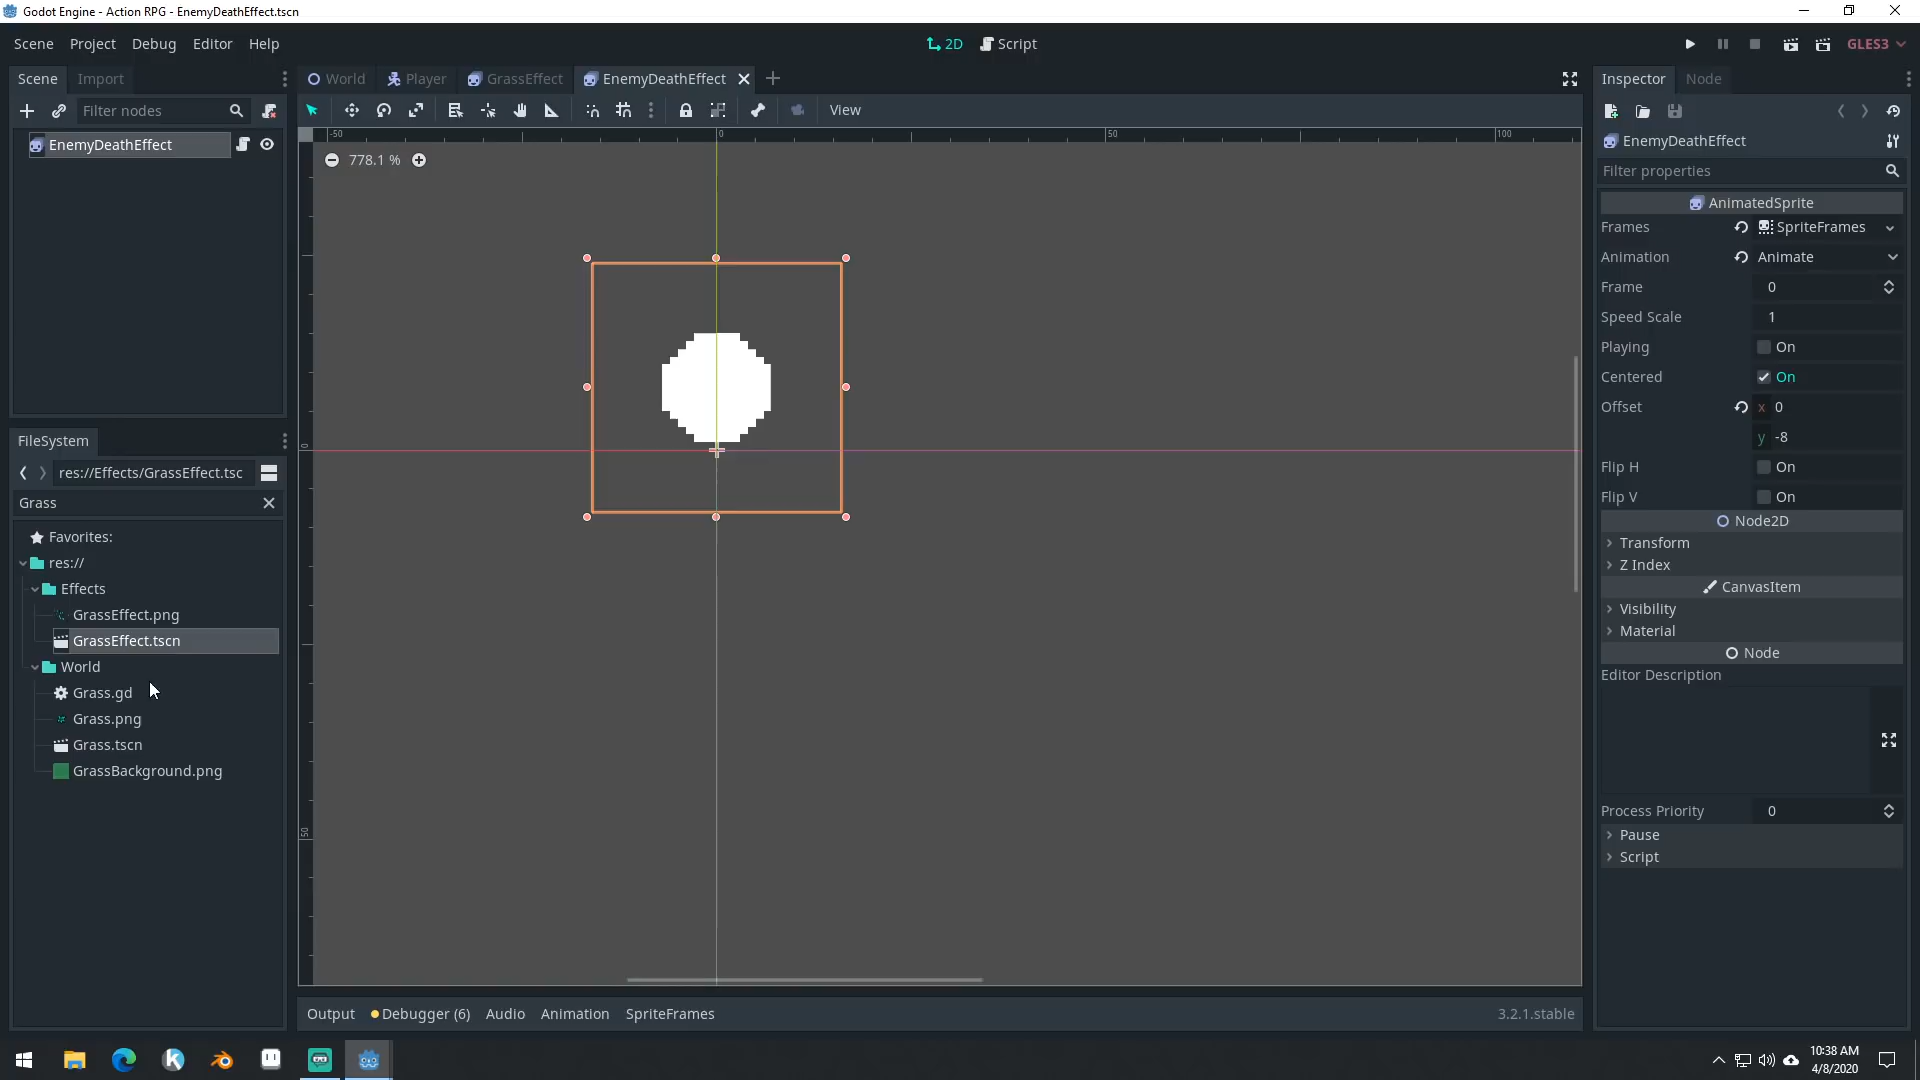 Godot Engine - Action RPG - EnemyDeathEffect.tscn
Scene Project Debug Editor Help
2D Script
GLES3
Scene Import
World Player GrassEffect EnemyDeathEffect
Inspector Node
Filter nodes
View
EnemyDeathEffect
-50 0 50 100
778.1 %
0
50
FileSystem
res://Effects/GrassEffect.tsc
Grass
Favorites:
res://
Effects
GrassEffect.png
GrassEffect.tscn
World
Grass.gd
Grass.png
Grass.tscn
GrassBackground.png
EnemyDeathEffect
Filter properties
AnimatedSprite
Frames SpriteFrames
Animation Animate
Frame 0
Speed Scale 1
Playing On
Centered On
Offset x 0
y -8
Flip H On
Flip V On
Node2D
Transform
Z Index
CanvasItem
Visibility
Material
Node
Editor Description
Process Priority 0
Pause
Script
Output Debugger (6) Audio Animation SpriteFrames 3.2.1.stable
10:38 AM
4/8/2020